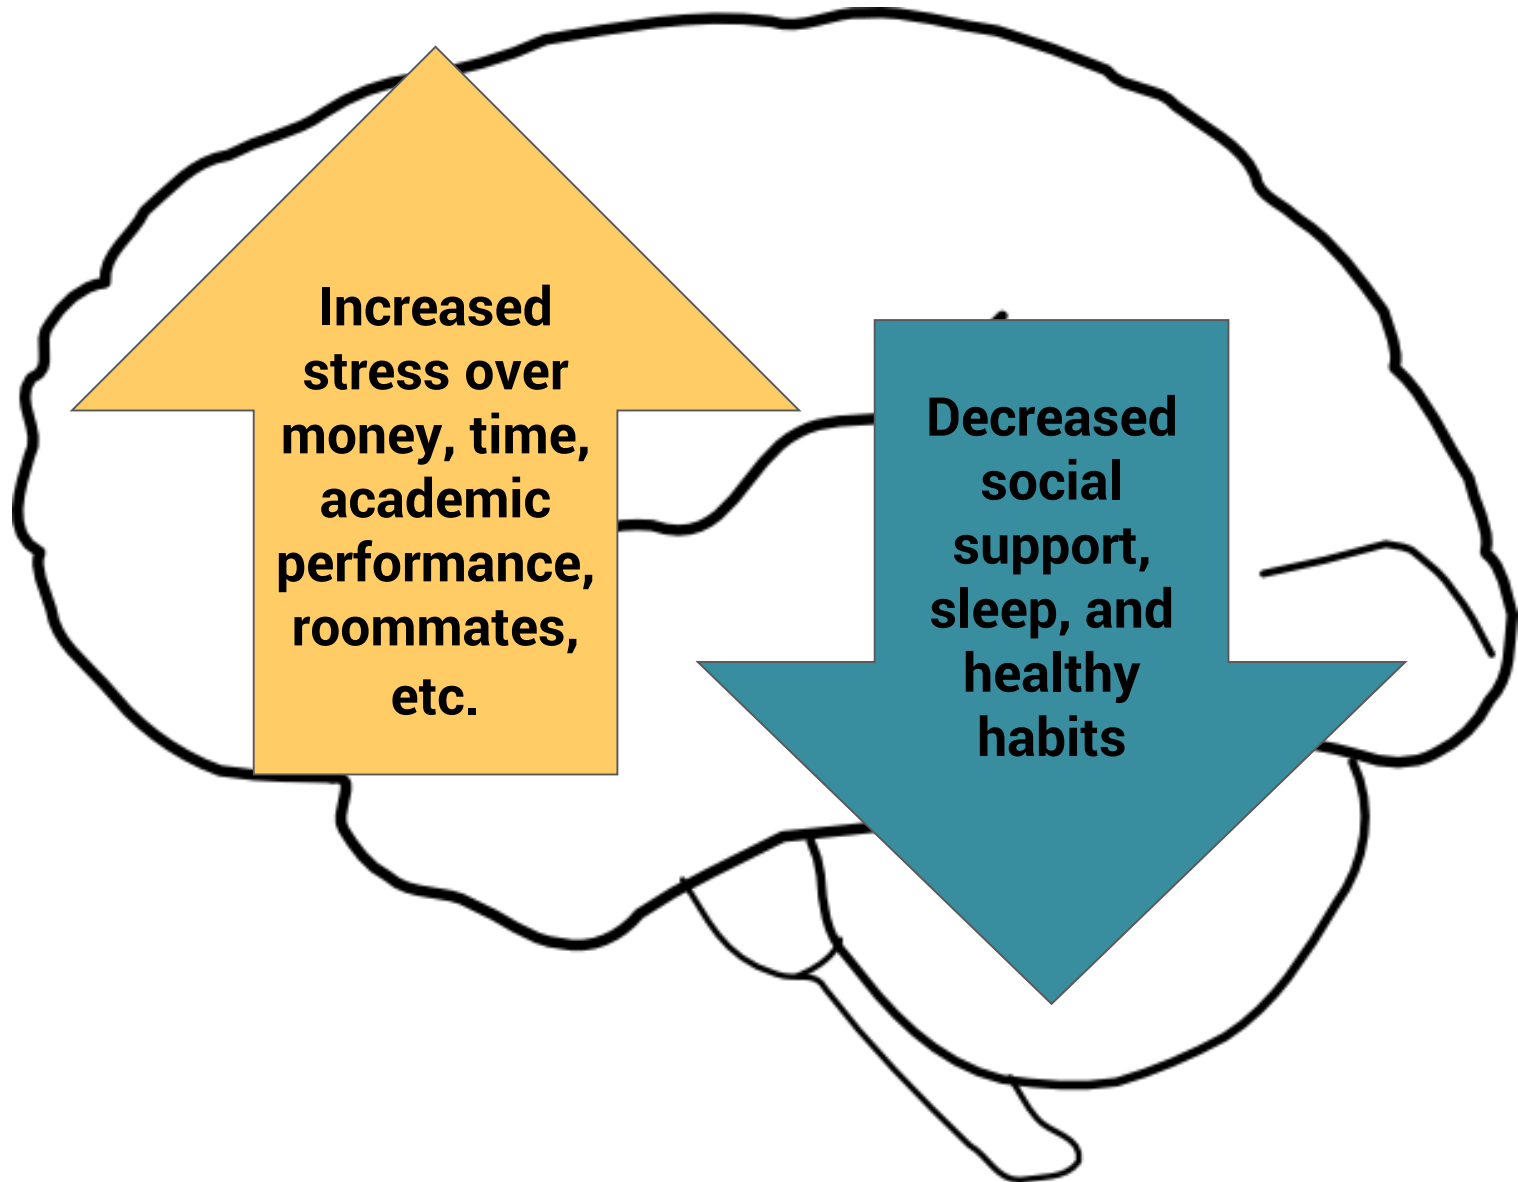 Increased
stress over
money, time,
academic
performance,
roommates,
etc.
Decreased
social
support,
sleep, and
healthy
habits